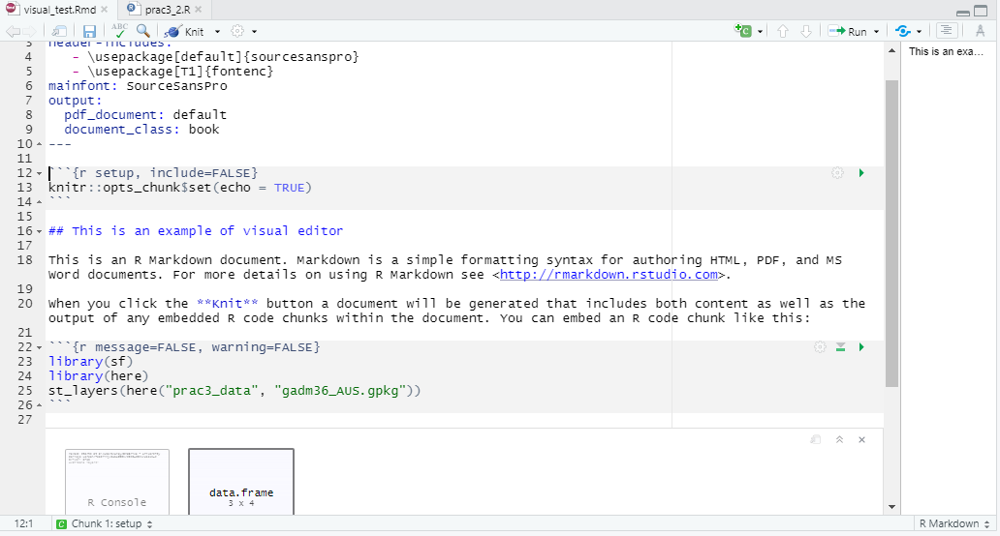 visual_test.Rmd × prac3_2.R ×
ABC Knit Run
3 header-includes:
4 - \usepackage[default]{sourcesanspro}
5 - \usepackage[T1]{fontenc}
6 mainfont: SourceSansPro
7 output:
8 pdf_document: default
9 document_class: book
10 ---
11
12 ```{r setup, include=FALSE}
13 knitr::opts_chunk$set(echo = TRUE)
14 ```
15
16 ## This is an example of visual editor
17
18 This is an R Markdown document. Markdown is a simple formatting syntax for authoring HTML, PDF, and MS
Word documents. For more details on using R Markdown see <http://rmarkdown.rstudio.com>.
19
20 When you click the **Knit** button a document will be generated that includes both content as well as the
output of any embedded R code chunks within the document. You can embed an R code chunk like this:
21
22 ```{r message=FALSE, warning=FALSE}
23 library(sf)
24 library(here)
25 st_layers(here("prac3_data", "gadm36_AUS.gpkg"))
26 ```
27
This is an exa...
R Console
data.frame
3 x 4
12:1 C Chunk 1: setup R Markdown